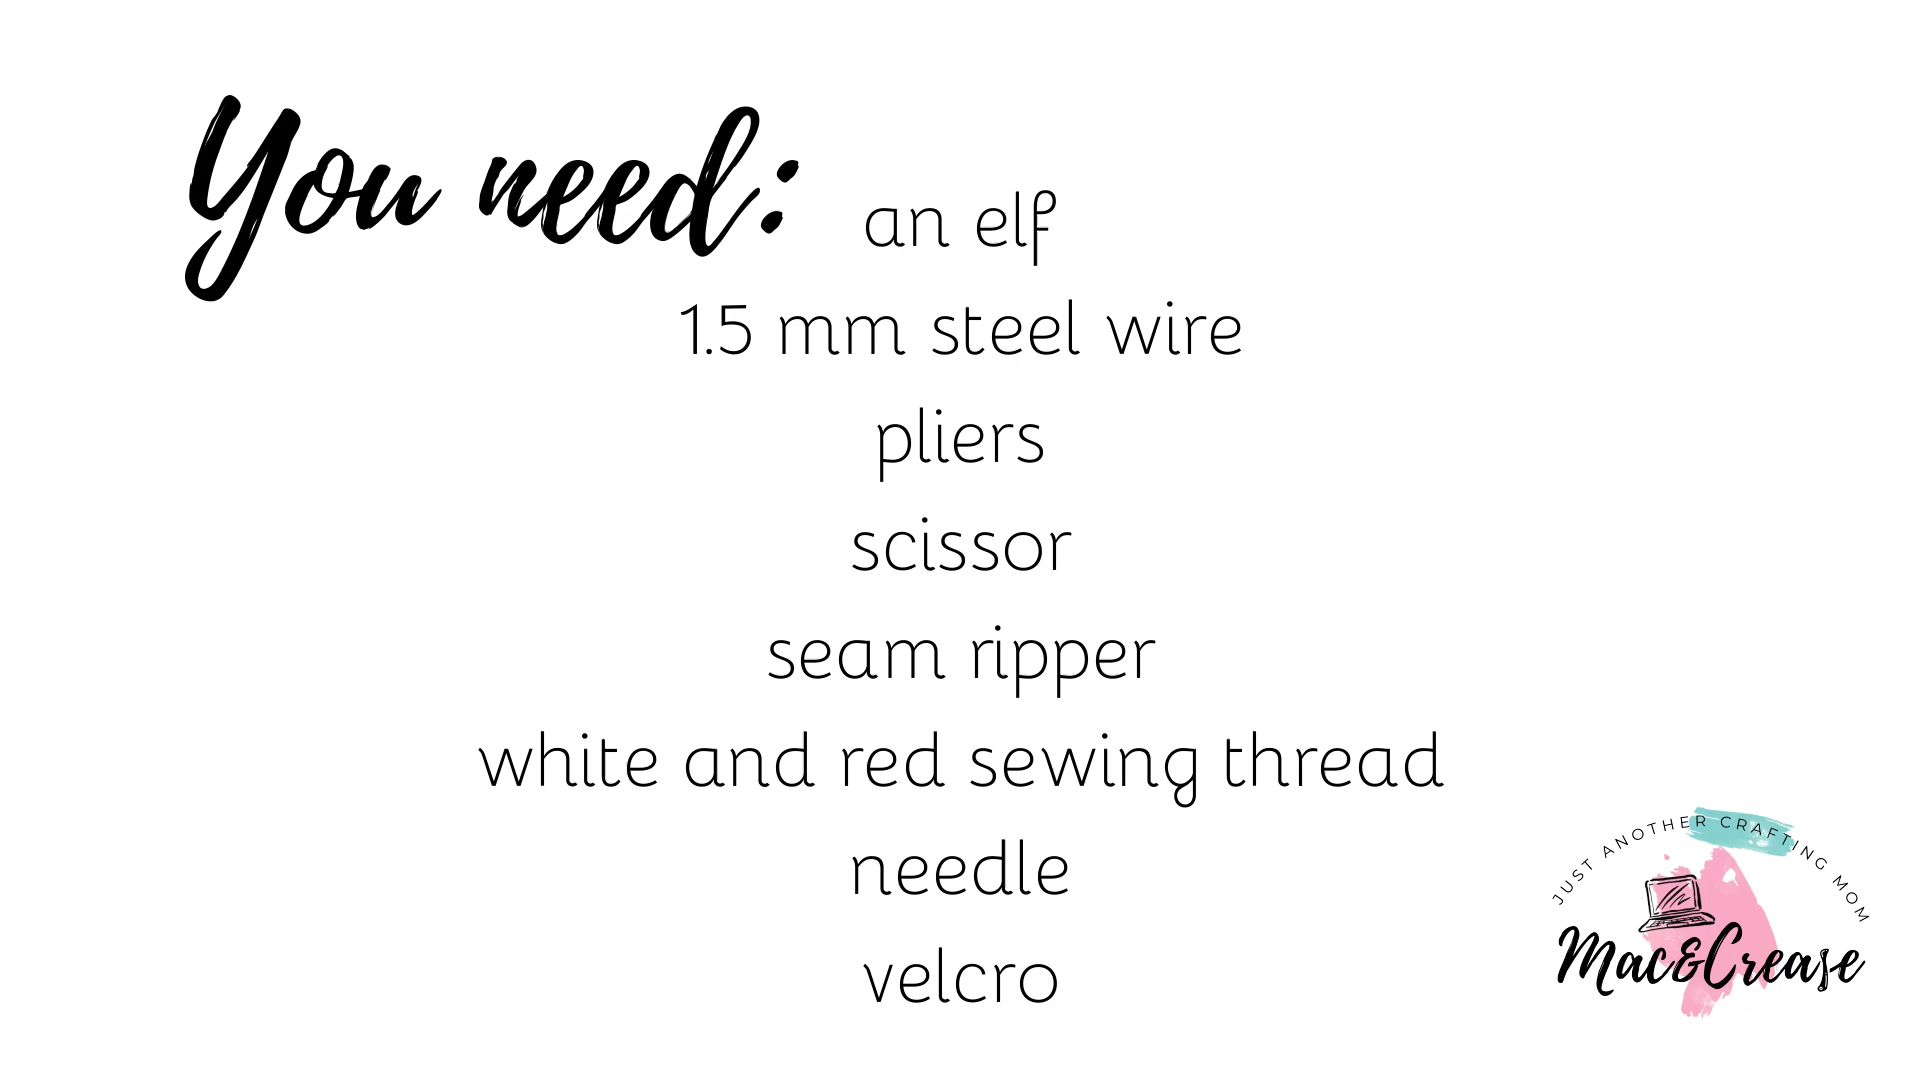 You need:
an elf
1.5 mm steel wire
pliers
scissor
seam ripper
white and red sewing thread
needle
velcro
JUST ANOTHER CRAFTING MOM
Mac&Crease